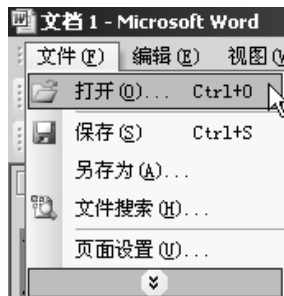 文档 1 - Microsoft Word
文件(F) 编辑(E) 视图(V
打开(O)... Ctrl+O
保存(S) Ctrl+S
另存为(A)...
文件搜索(H)...
页面设置(U)...